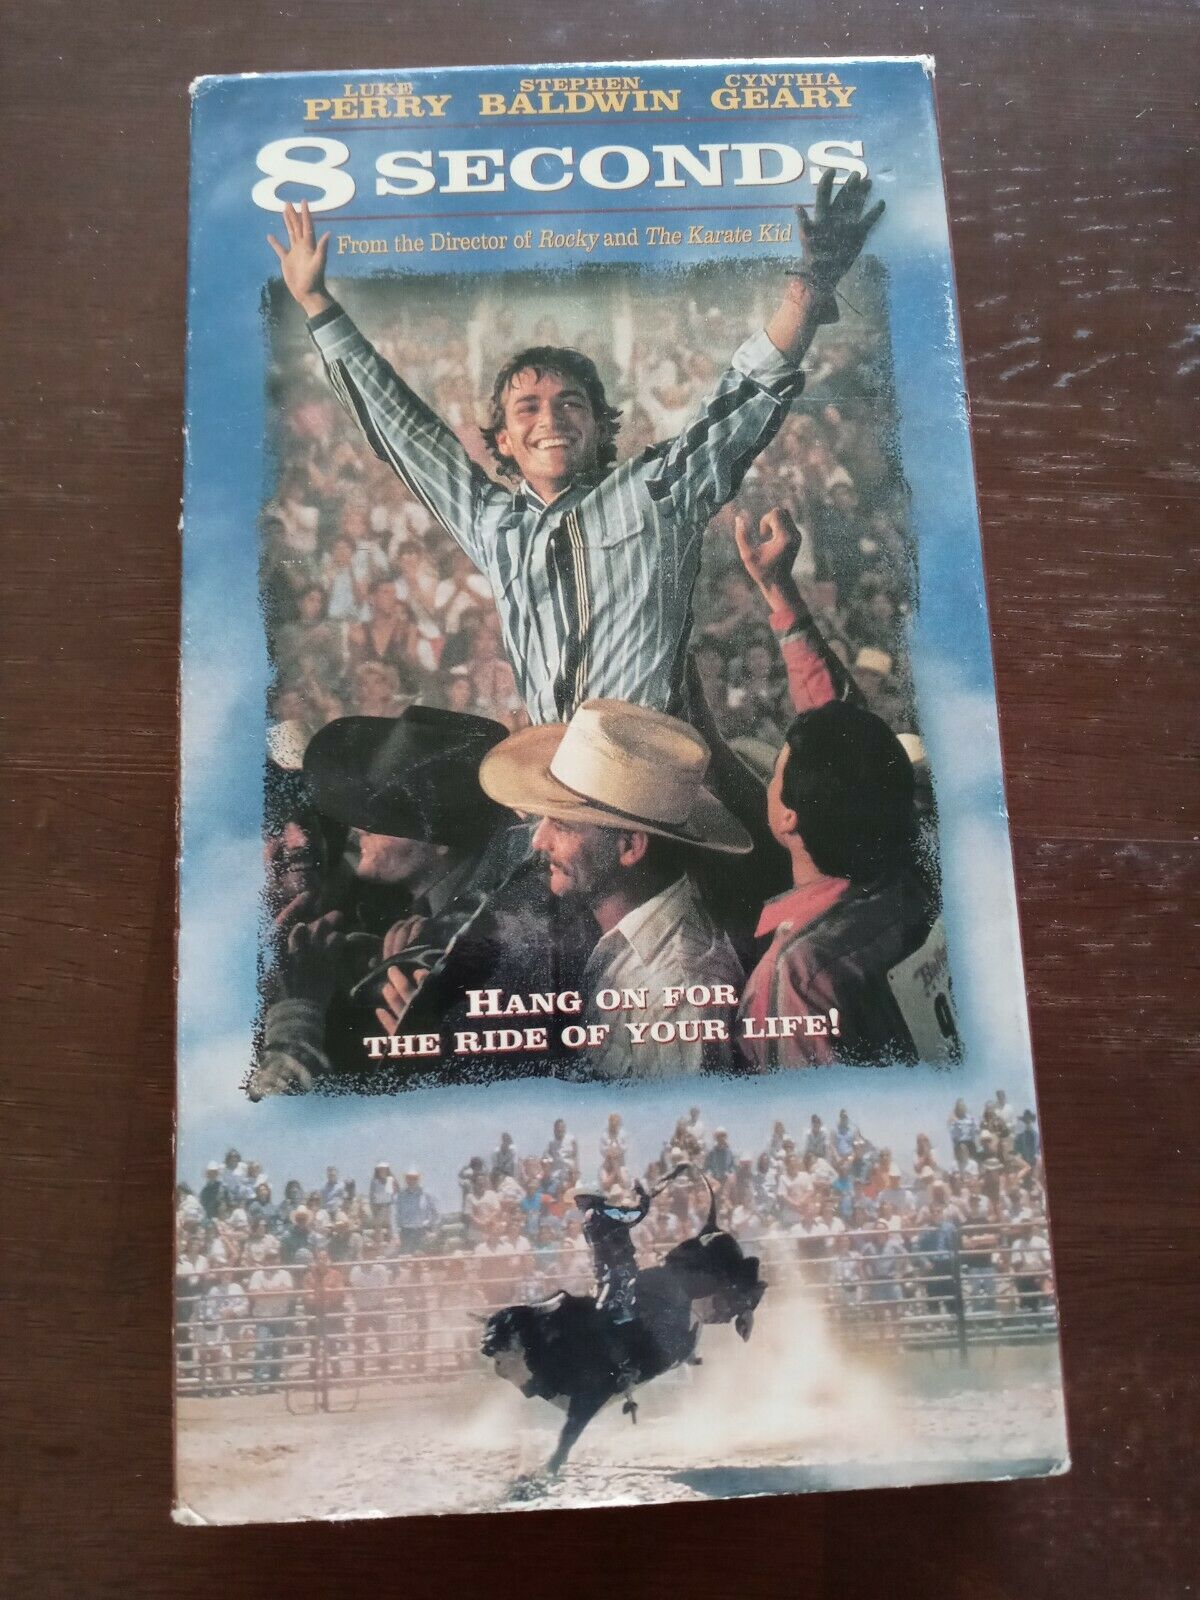 LUKE STEPHEN CYNTHIA
PERRY BALDWIN GEARY
8 SECONDS
From the Director of Rocky and The Karate Kid
HANG ON FOR
THE RIDE OF YOUR LIFE!